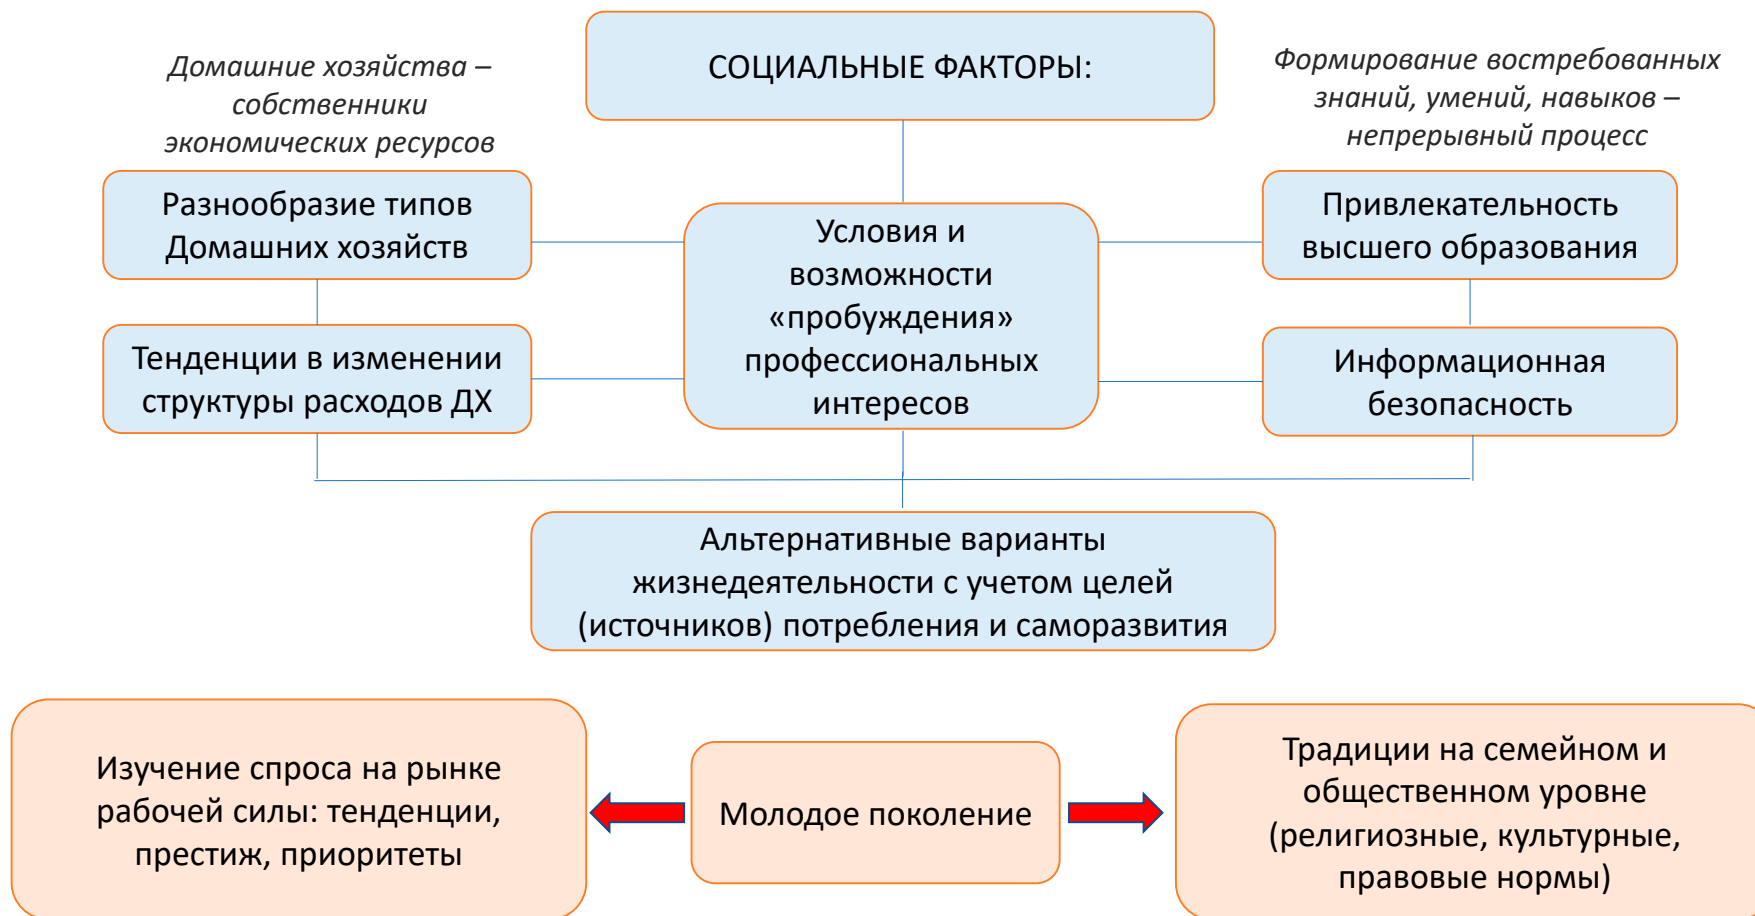 СОЦИАЛЬНЫЕ ФАКТОРЫ:
Домашние хозяйства –
собственники
экономических ресурсов
Формирование востребованных
знаний, умений, навыков –
непрерывный процесс
Разнообразие типов
Домашних хозяйств
Условия и
возможности
«пробуждения»
профессиональных
интересов
Привлекательность
высшего образования
Тенденции в изменении
структуры расходов ДХ
Информационная
безопасность
Альтернативные варианты
жизнедеятельности с учетом целей
(источников) потребления и саморазвития
Изучение спроса на рынке
рабочей силы: тенденции,
престиж, приоритеты
Молодое поколение
Традиции на семейном и
общественном уровне
(религиозные, культурные,
правовые нормы)